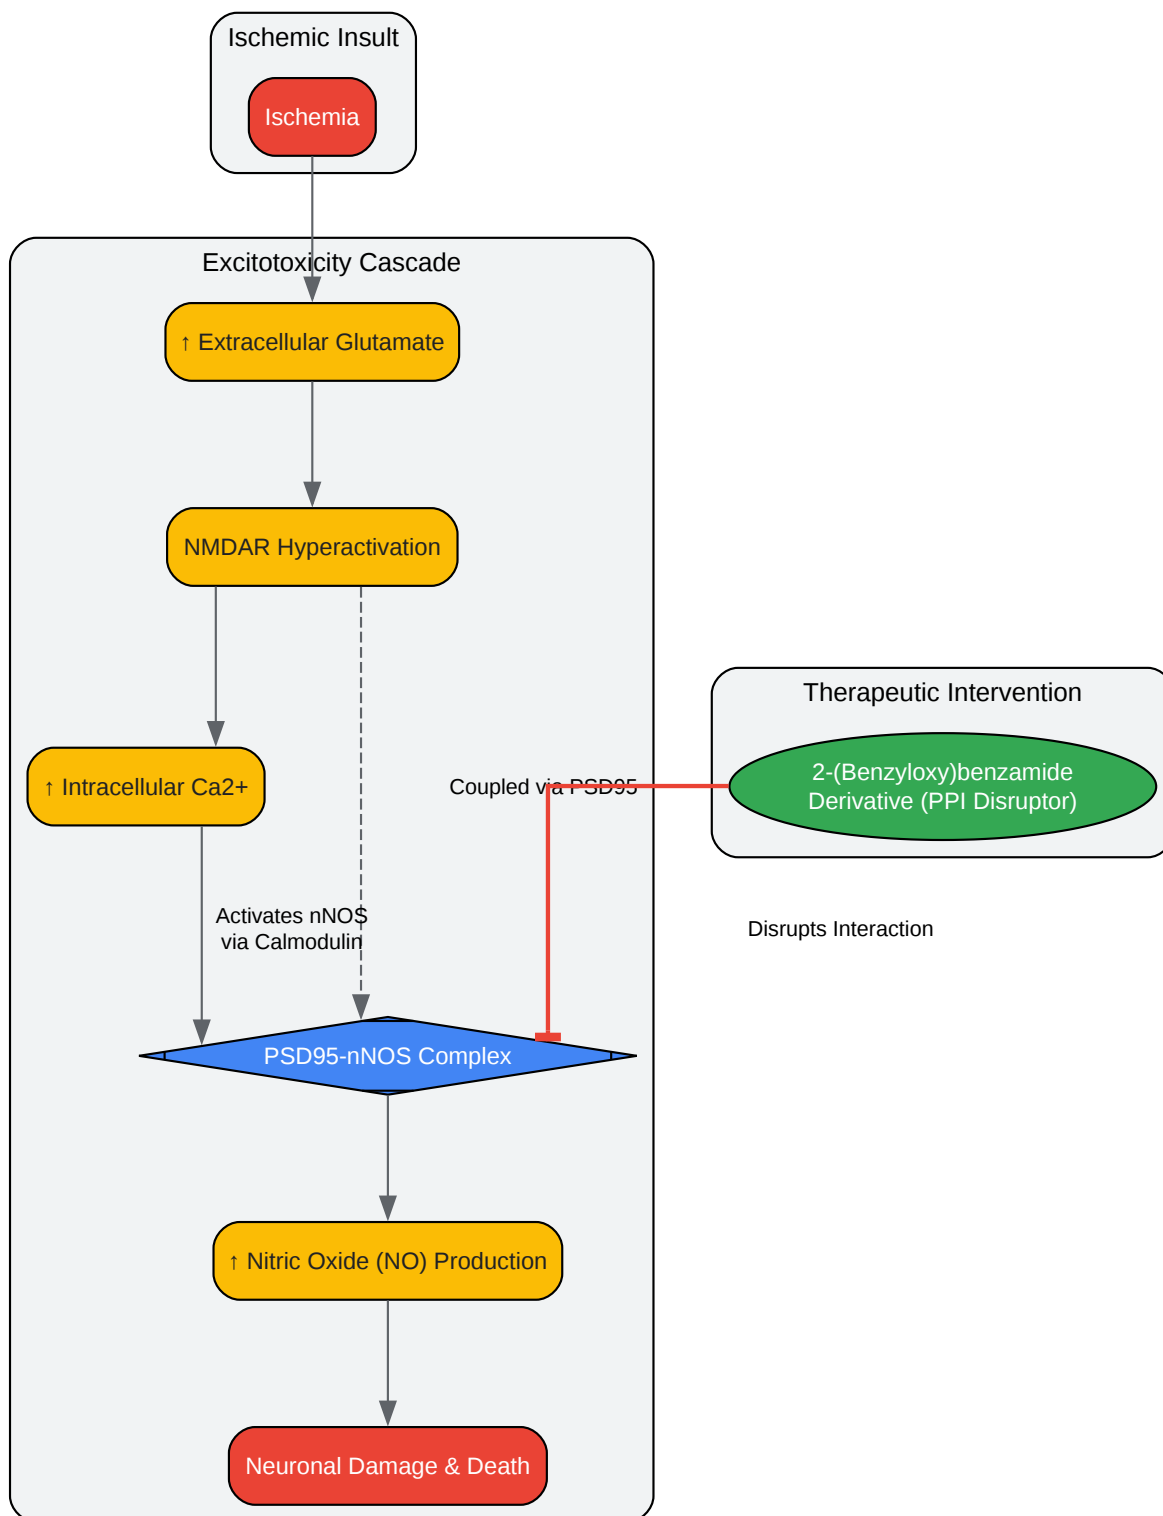 Ischemic Insult
Ischemia
Excitotoxicity Cascade
↑ Extracellular Glutamate
NMDAR Hyperactivation
Therapeutic Intervention
2-(Benzyloxy)benzamide
Derivative (PPI Disruptor)
↑ Intracellular Ca2+
Coupled via PSD95
Activates nNOS
via Calmodulin
Disrupts Interaction
PSD95-nNOS Complex
↑ Nitric Oxide (NO) Production
Neuronal Damage & Death